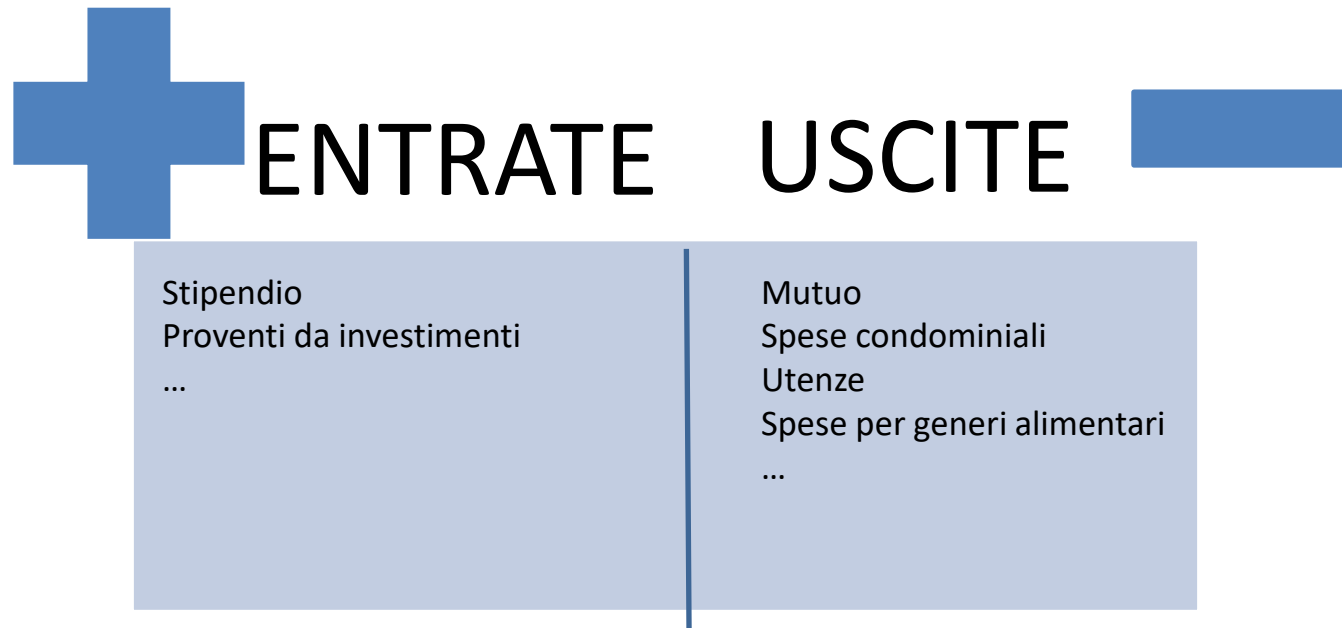 ENTRATE
USCITE
Stipendio
Proventi da investimenti
…
Mutuo
Spese condominiali
Utenze
Spese per generi alimentari
…